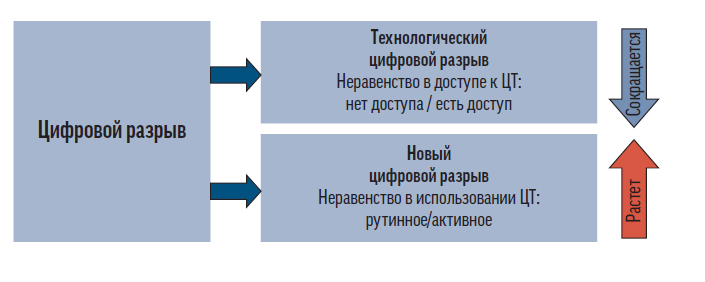 Цифровой разрыв
Технологический
цифровой разрыв
Неравенство в доступе к ЦТ:
нет доступа / есть доступ
Сокращается
Новый
цифровой разрыв
Неравенство в использовании ЦТ:
рутинное/активное
Растет